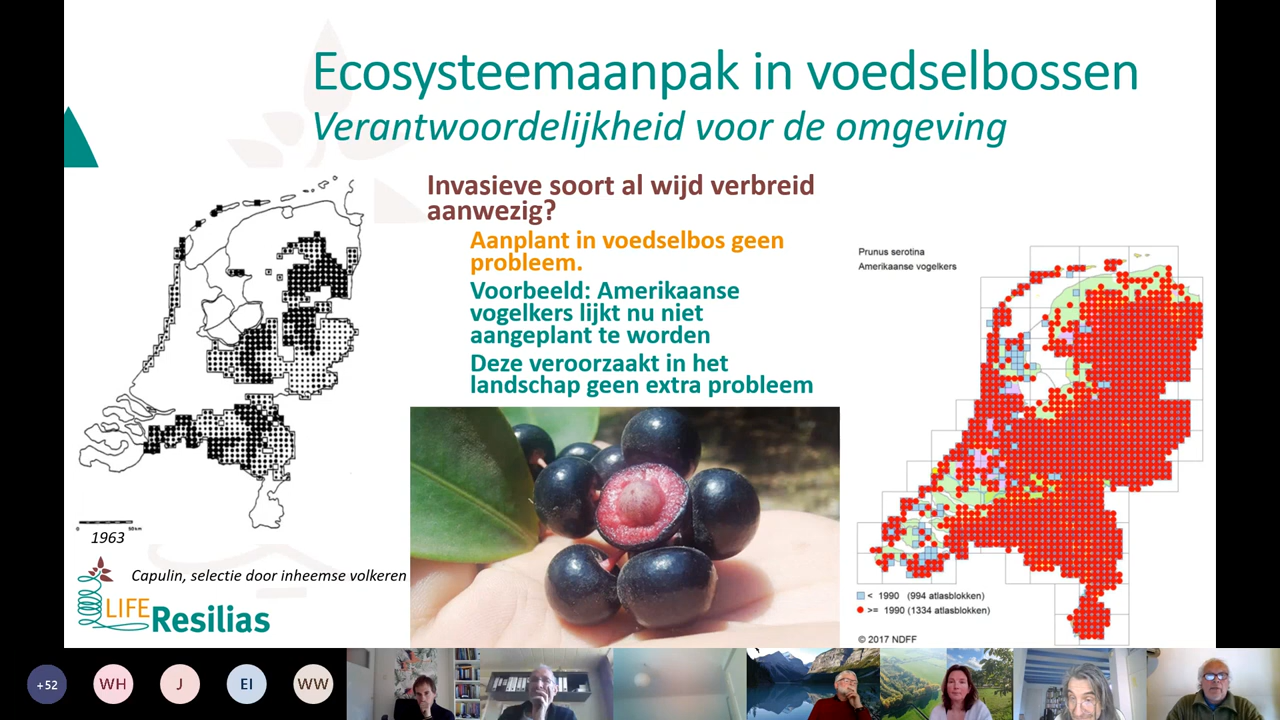 Ecosysteemaanpak in voedselbossen
Verantwoordelijkheid voor de omgeving
Invasieve soort al wijd verbreid
aanwezig?
Aanplant in voedselbos geen
probleem.
Voorbeeld: Amerikaanse
vogelkers lijkt nu niet
aangeplant te worden
Deze veroorzaakt in het
landschap geen extra probleem
Prunus serotina
Amerikaanse vogelkers
0 50 km
1963
Capulin, selectie door inheemse volkeren
LIFE Resilias
< 1990 (994 atlasblokken)
>= 1990 (1334 atlasblokken)
© 2017 NDFF
+52 WH J EI WW